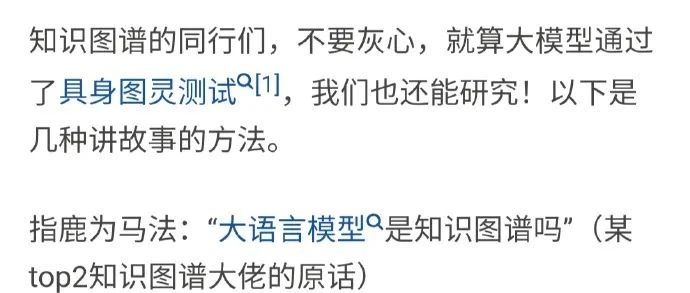 知识图谱的同行们，不要灰心，就算大模型通过
了具身图灵测试[1]，我们也还能研究！以下是
几种讲故事的方法。
指鹿为马法：“大语言模型是知识图谱吗”（某
top2知识图谱大佬的原话）